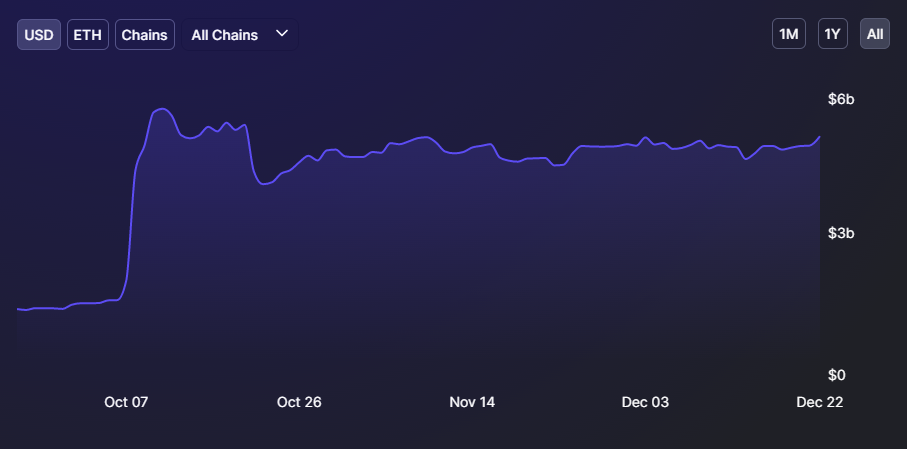 USD ETH Chains All Chains 1M 1Y All
$6b
$3b
$0
Oct 07 Oct 26 Nov 14 Dec 03 Dec 22